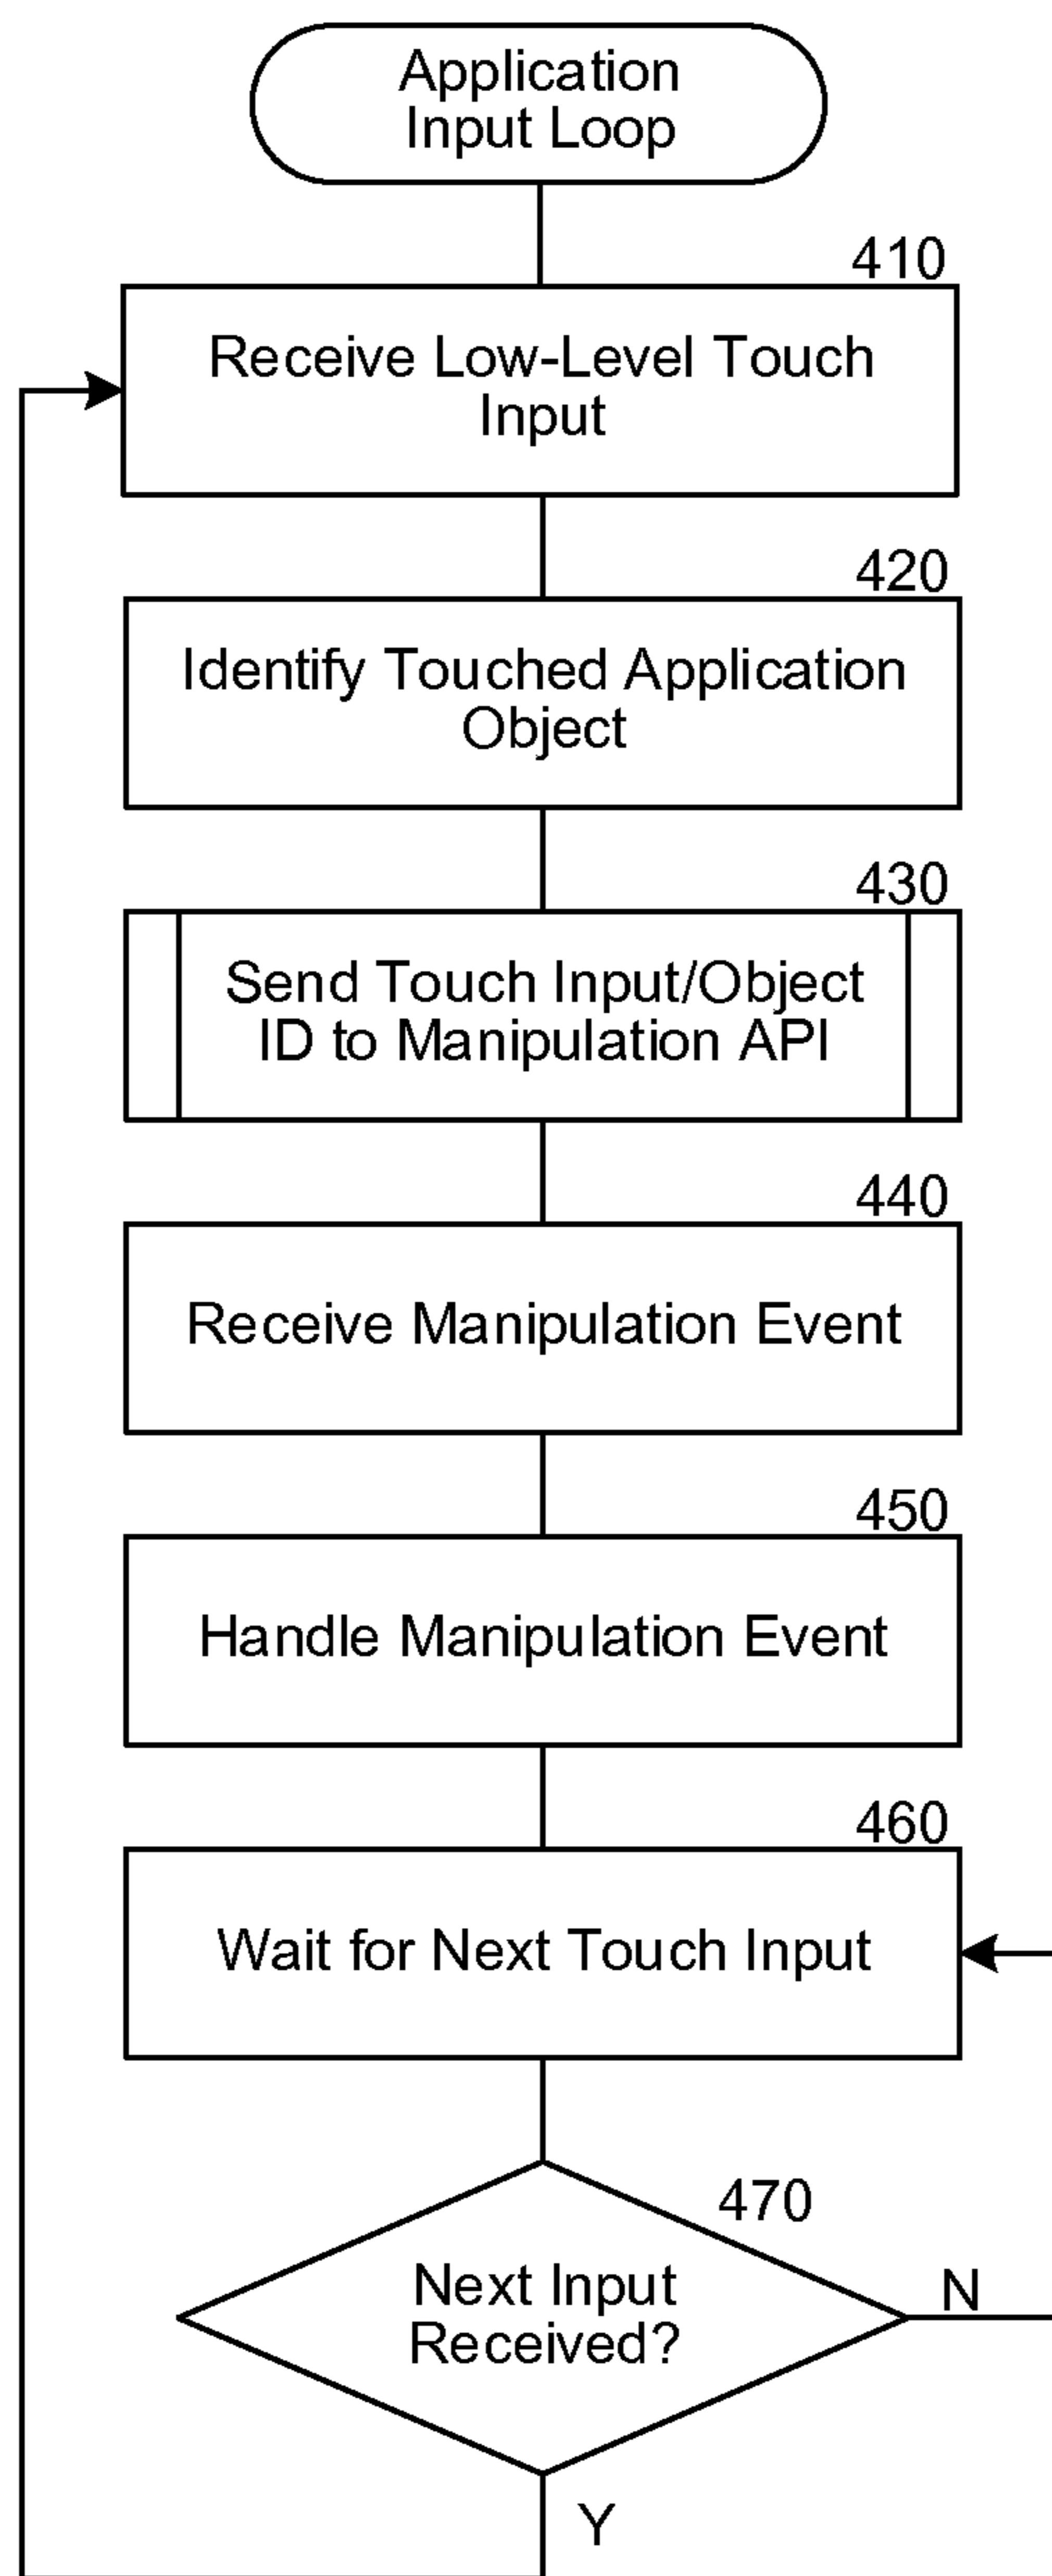 Application
Input Loop
410
Receive Low-Level Touch
Input
420
Identify Touched Application
Object
430
Send Touch Input/Object
ID to Manipulation API
440
Receive Manipulation Event
450
Handle Manipulation Event
460
Wait for Next Touch Input
470
Next Input
Received?
N
Y